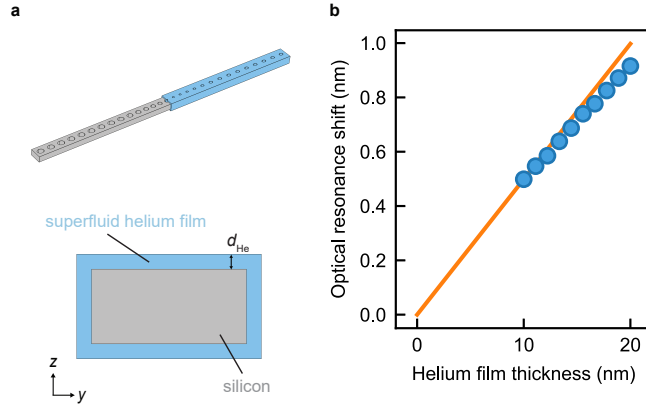 a
superfluid helium film
d_He
silicon
z
y
b
Optical resonance shift (nm)
1.0
0.8
0.6
0.4
0.2
0.0
0
10
20
Helium film thickness (nm)